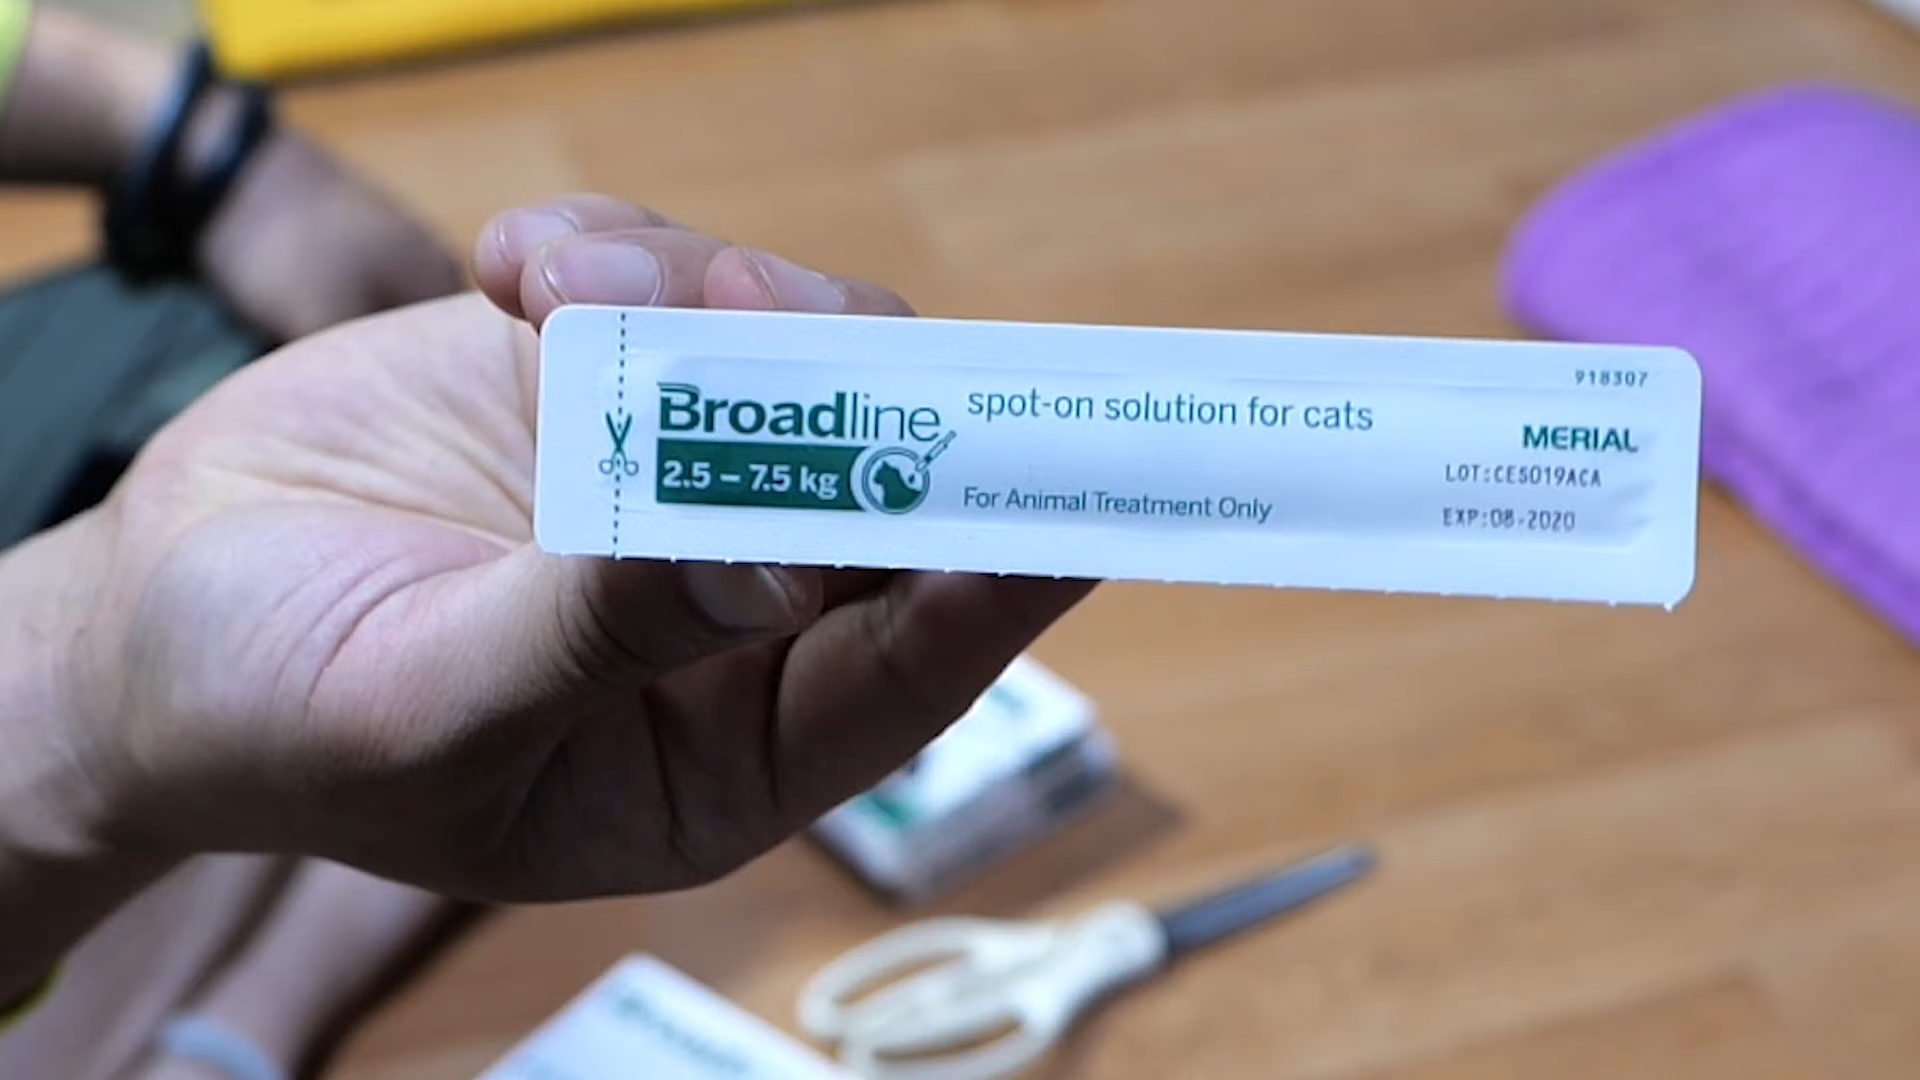 918307
Broadline
spot-on solution for cats
MERIAL
2.5 – 7.5 kg
LOT:CE5019ACA
For Animal Treatment Only
EXP:08-2020